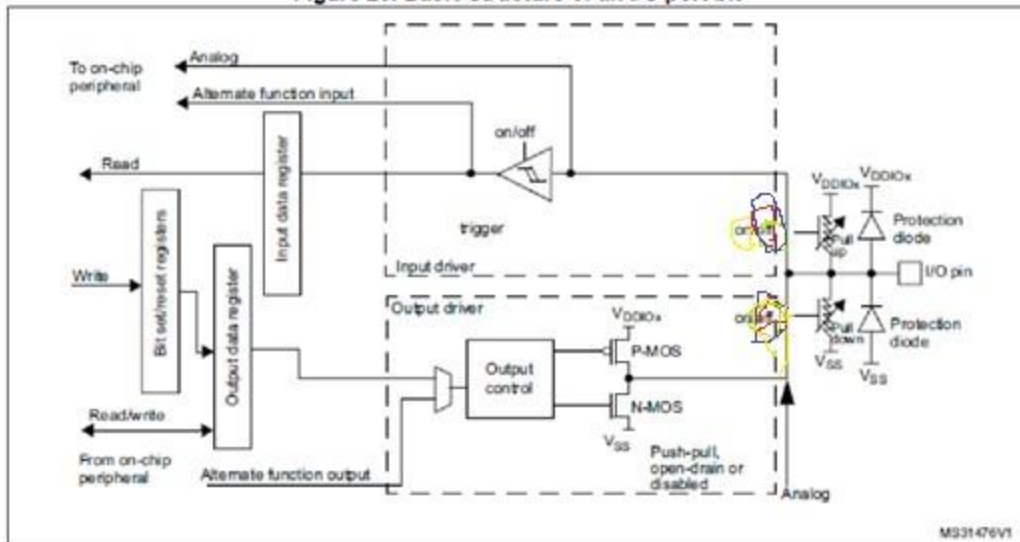 To on-chip
peripheral
Analog
Alternate function input
Read
Write
Bit set/reset registers
Input data register
Output data register
on/off
trigger
on/off
Input driver
VDDIOx
VDDIOx
Pull
up
Protection
diode
I/O pin
Output driver
on/off
Pull
down
Protection
diode
VSS
VSS
VDDIOx
P-MOS
Output
control
N-MOS
VSS
Push-pull,
open-drain or
disabled
Read/write
From on-chip
peripheral
Alternate function output
Analog
MS31476V1